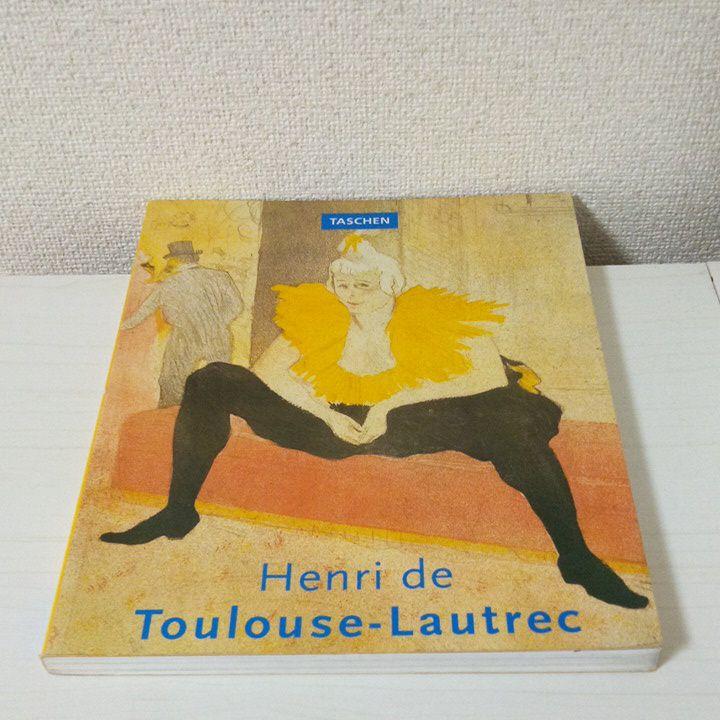 TASCHEN
Henri de
Toulouse-Lautrec